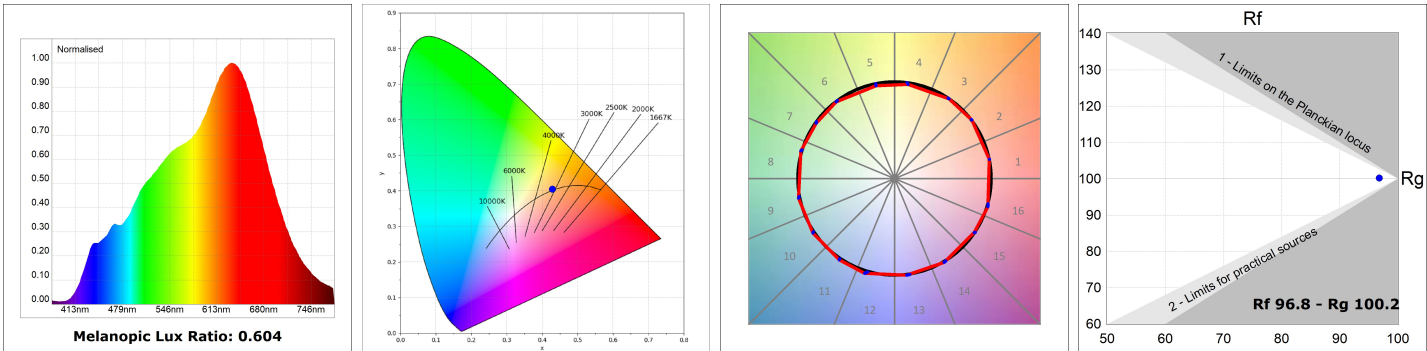 Normalised
1.00
0.90
0.80
0.70
0.60
0.50
0.40
0.30
0.20
0.10
0.00
413nm 479nm 546nm 613nm 680nm 746nm
Melanopic Lux Ratio: 0.604
0.9
0.8
0.7
0.6
0.5
0.4
0.3
0.2
0.1
0.0
y
1667K
2000K
2500K
3000K
4000K
6000K
10000K
0.0 0.1 0.2 0.3 0.4 0.5 0.6 0.7 0.8
x
5 4
6 3
7 2
8 1
9 16
10 15
11 14
12 13
Rf
140
130
120
110
100
90
80
70
60
1 - Limits on the Planckian locus
Rg
2 - Limits for practical sources
Rf 96.8 - Rg 100.2
50 60 70 80 90 100